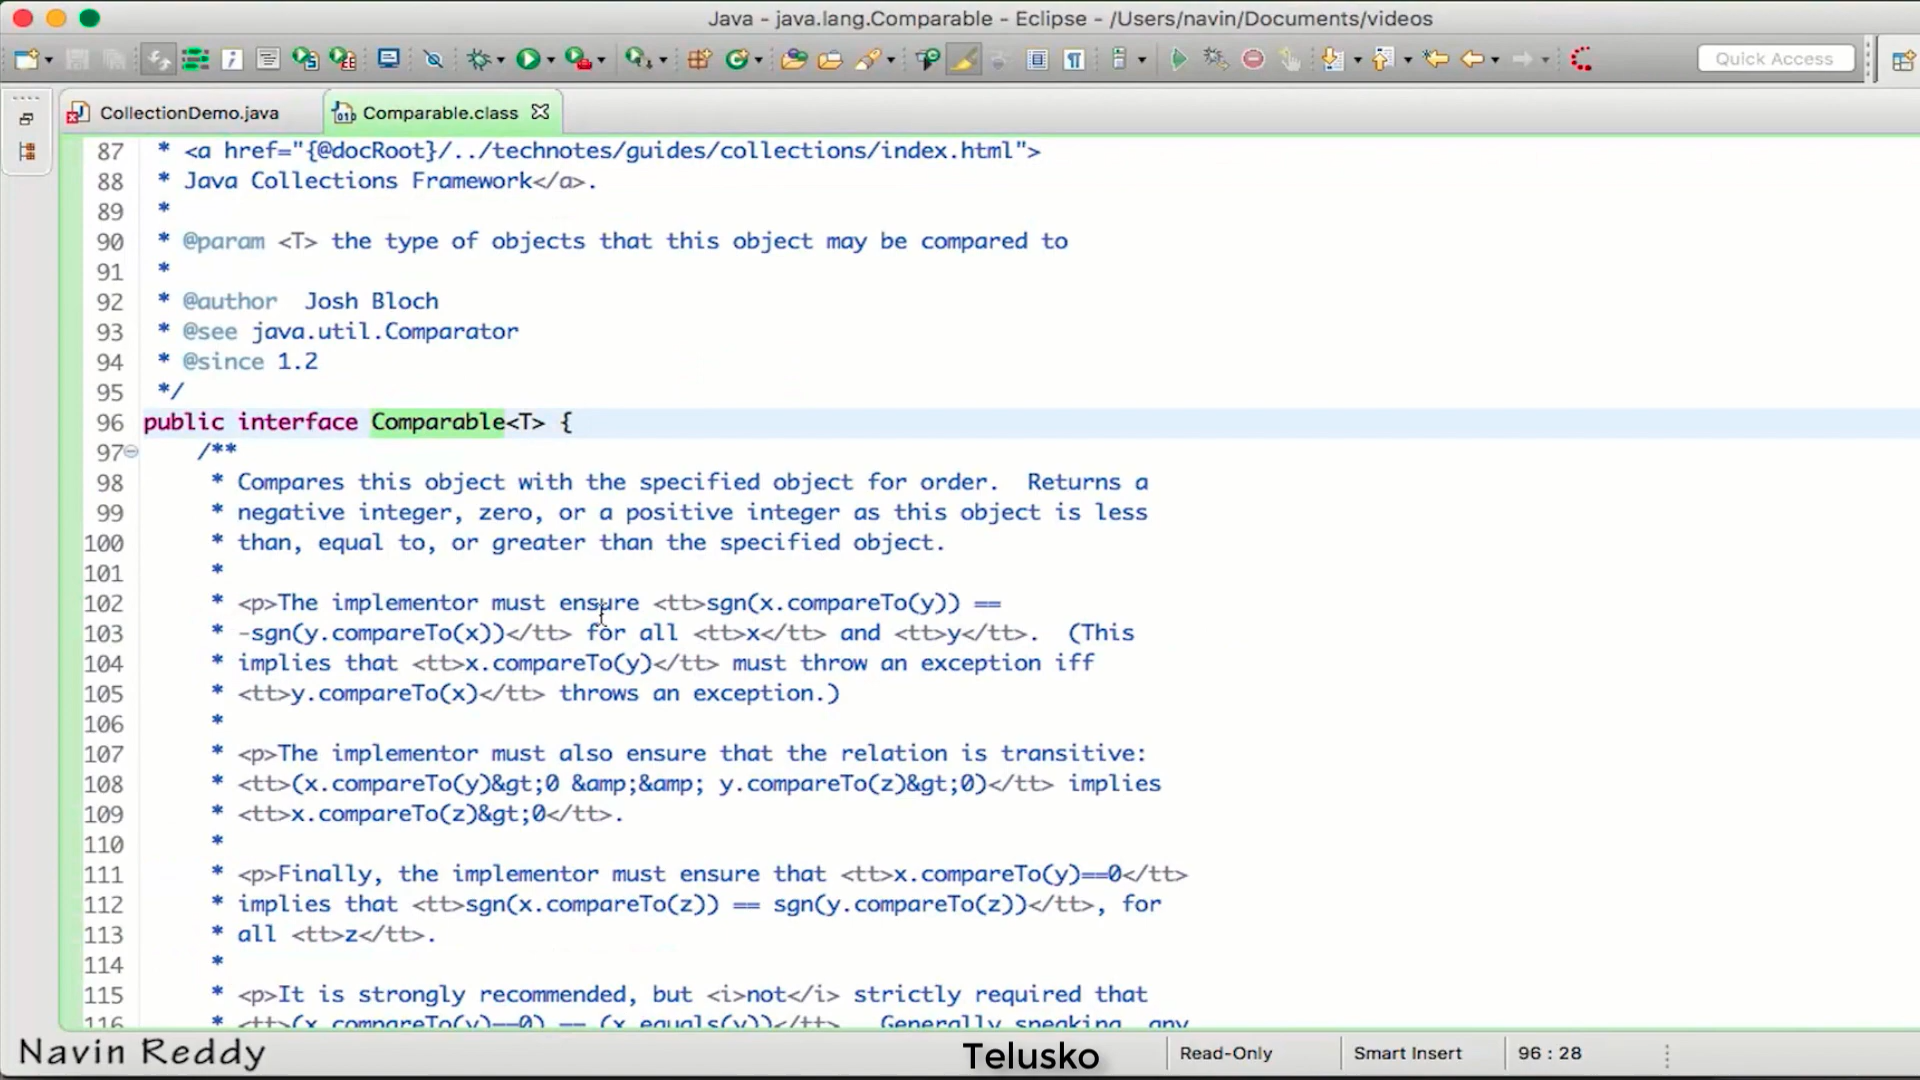 Java - java.lang.Comparable - Eclipse - /Users/navin/Documents/videos
Quick Access
CollectionDemo.java
Comparable.class
87 * <a href="{@docRoot}/../technotes/guides/collections/index.html">
88 * Java Collections Framework</a>.
89 *
90 * @param <T> the type of objects that this object may be compared to
91 *
92 * @author  Josh Bloch
93 * @see java.util.Comparator
94 * @since 1.2
95 */
96 public interface Comparable<T> {
97 /**
98 * Compares this object with the specified object for order.  Returns a
99 * negative integer, zero, or a positive integer as this object is less
100 * than, equal to, or greater than the specified object.
101 *
102 * <p>The implementor must ensure <tt>sgn(x.compareTo(y)) ==
103 * -sgn(y.compareTo(x))</tt> for all <tt>x</tt> and <tt>y</tt>.  (This
104 * implies that <tt>x.compareTo(y)</tt> must throw an exception iff
105 * <tt>y.compareTo(x)</tt> throws an exception.)
106 *
107 * <p>The implementor must also ensure that the relation is transitive:
108 * <tt>(x.compareTo(y)&gt;0 &amp;&amp; y.compareTo(z)&gt;0)</tt> implies
109 * <tt>x.compareTo(z)&gt;0</tt>.
110 *
111 * <p>Finally, the implementor must ensure that <tt>x.compareTo(y)==0</tt>
112 * implies that <tt>sgn(x.compareTo(z)) == sgn(y.compareTo(z))</tt>, for
113 * all <tt>z</tt>.
114 *
115 * <p>It is strongly recommended, but <i>not</i> strictly required that
116 * <tt>(x.compareTo(y)==0) == (x.equals(y))</tt>.  Generally speaking, any
Navin Reddy
Telusko
Read-Only
Smart Insert
96 : 28